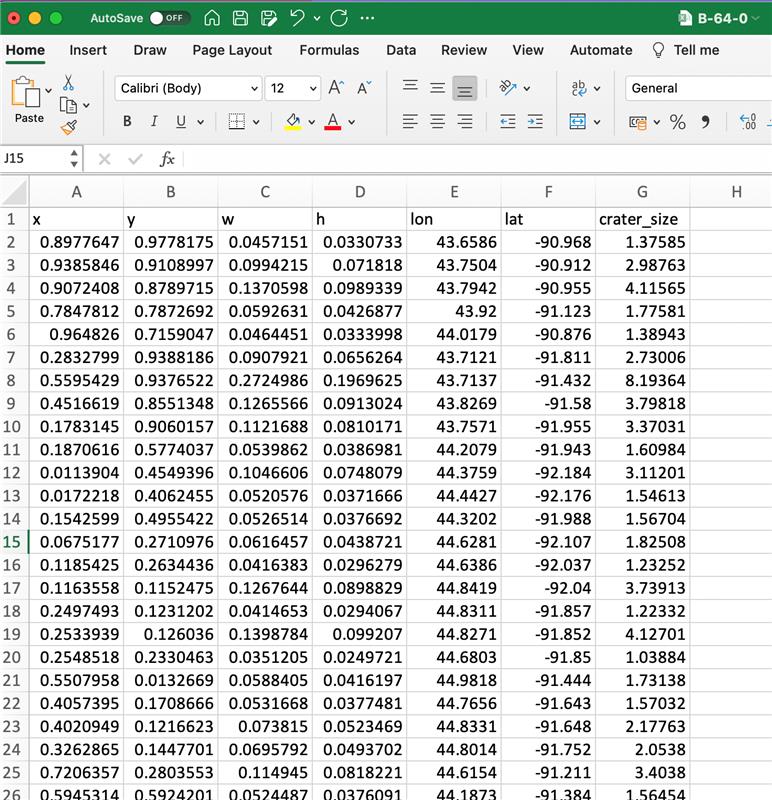 AutoSave OFF B-64-0
Home Insert Draw Page Layout Formulas Data Review View Automate Tell me
Paste Calibri (Body) 12 A A ab c General
B I U A % .00
J15 fx
A B C D E F G H
1 x y w h lon lat crater_size
2 0.8977647 0.9778175 0.0457151 0.0330733 43.6586 -90.968 1.37585
3 0.9385846 0.9108997 0.0994215 0.071818 43.7504 -90.912 2.98763
4 0.9072408 0.8789715 0.1370598 0.0989339 43.7942 -90.955 4.11565
5 0.7847812 0.7872692 0.0592631 0.0426877 43.92 -91.123 1.77581
6 0.964826 0.7159047 0.0464451 0.0333998 44.0179 -90.876 1.38943
7 0.2832799 0.9388186 0.0907921 0.0656264 43.7121 -91.811 2.73006
8 0.5595429 0.9376522 0.2724986 0.1969625 43.7137 -91.432 8.19364
9 0.4516619 0.8551348 0.1265566 0.0913024 43.8269 -91.58 3.79818
10 0.1783145 0.9060157 0.1121688 0.0810171 43.7571 -91.955 3.37031
11 0.1870616 0.5774037 0.0539862 0.0386981 44.2079 -91.943 1.60984
12 0.0113904 0.4549396 0.1046606 0.0748079 44.3759 -92.184 3.11201
13 0.0172218 0.4062455 0.0520576 0.0371666 44.4427 -92.176 1.54613
14 0.1542599 0.4955422 0.0526514 0.0376692 44.3202 -91.988 1.56704
15 0.0675177 0.2710976 0.0616457 0.0438721 44.6281 -92.107 1.82508
16 0.1185425 0.2634436 0.0416383 0.0296279 44.6386 -92.037 1.23252
17 0.1163558 0.1152475 0.1267644 0.0898829 44.8419 -92.04 3.73913
18 0.2497493 0.1231202 0.0414653 0.0294067 44.8311 -91.857 1.22332
19 0.2533939 0.126036 0.1398784 0.099207 44.8271 -91.852 4.12701
20 0.2548518 0.2330463 0.0351205 0.0249721 44.6803 -91.85 1.03884
21 0.5507958 0.0132669 0.0588405 0.0416197 44.9818 -91.444 1.73138
22 0.4057395 0.1708666 0.0531668 0.0377481 44.7656 -91.643 1.57032
23 0.4020949 0.1216623 0.073815 0.0523469 44.8331 -91.648 2.17763
24 0.3262865 0.1447701 0.0695792 0.0493702 44.8014 -91.752 2.0538
25 0.7206357 0.2803553 0.114945 0.0818221 44.6154 -91.211 3.4038
26 0.5945314 0.5924201 0.0524487 0.0376091 44.1873 -91.384 1.56454